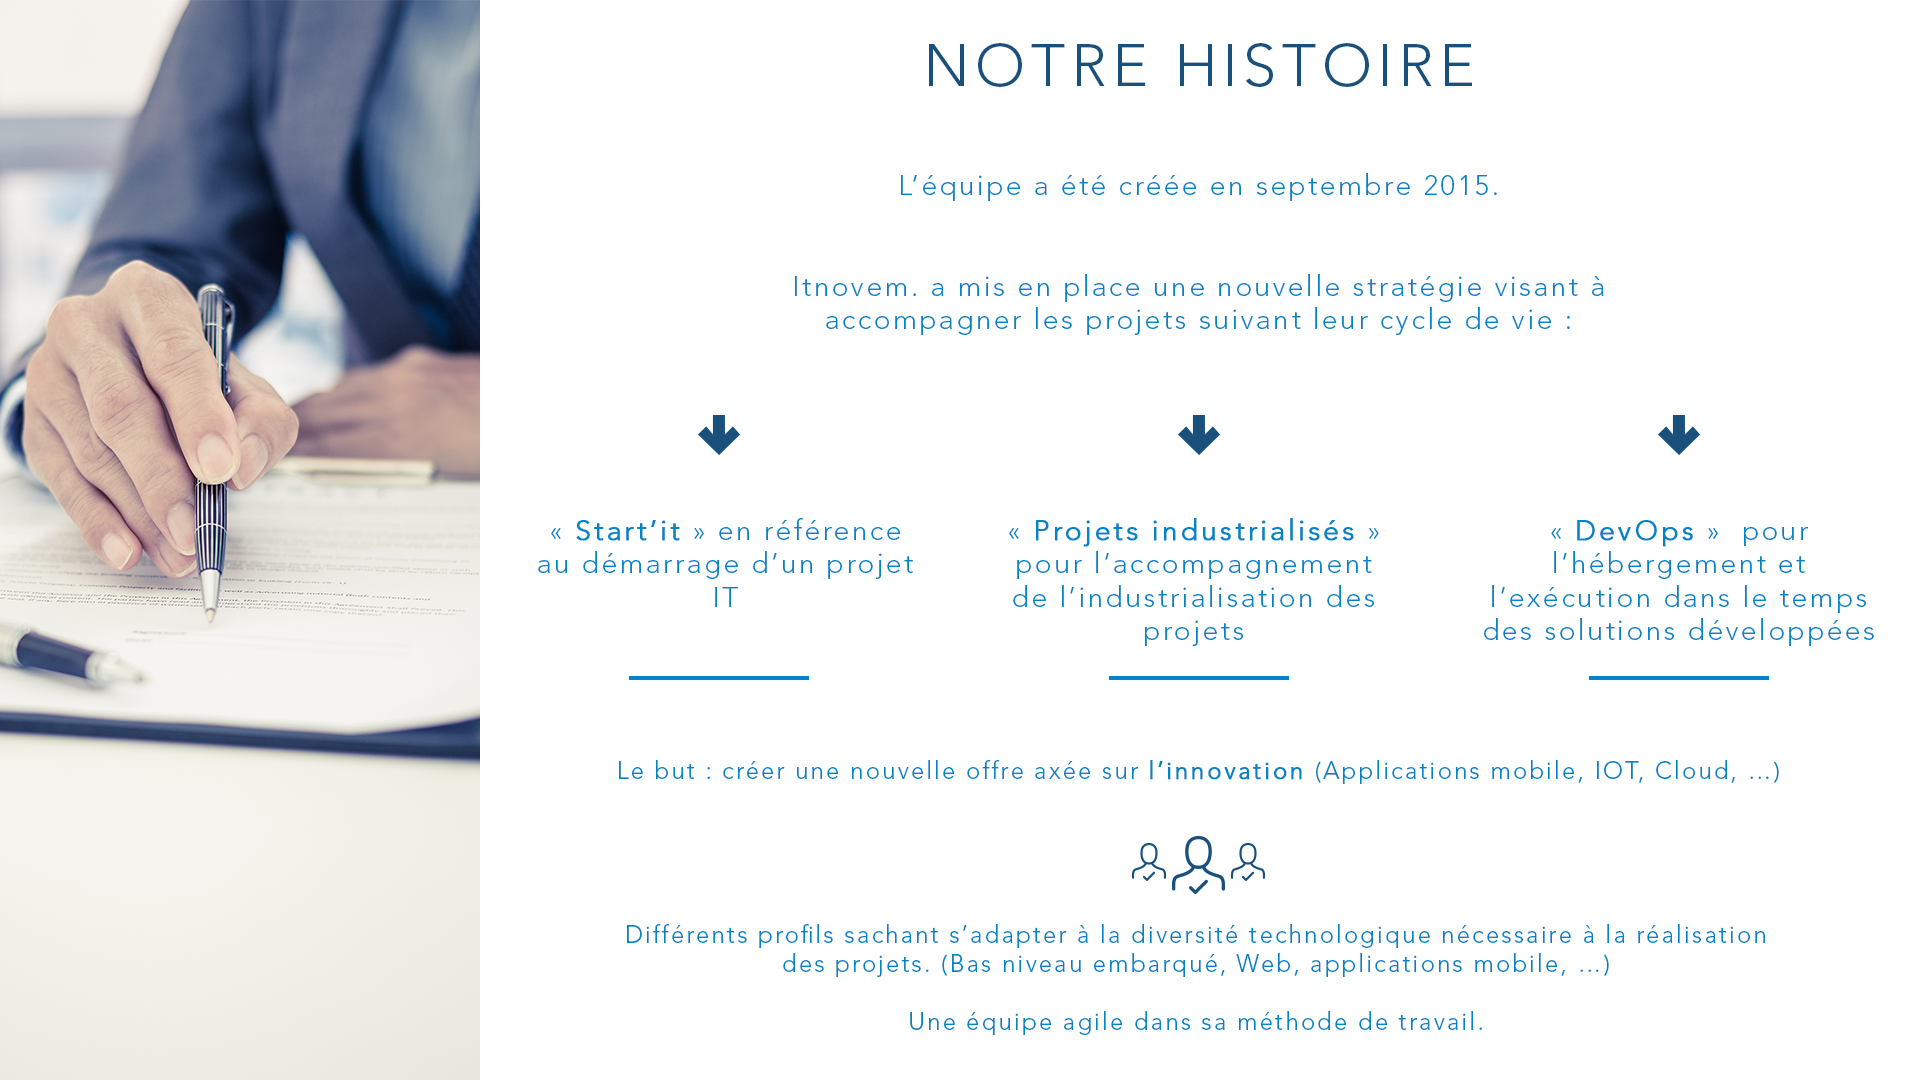 NOTRE HISTOIRE
L’équipe a été créée en septembre 2015.
Itnovem. a mis en place une nouvelle stratégie visant à
accompagner les projets suivant leur cycle de vie :
« Start’it » en référence
au démarrage d’un projet
IT
« Projets industrialisés »
pour l’accompagnement
de l’industrialisation des
projets
« DevOps »  pour
l’hébergement et
l’exécution dans le temps
des solutions développées
Le but : créer une nouvelle offre axée sur l’innovation (Applications mobile, IOT, Cloud, ...)
Différents profils sachant s’adapter à la diversité technologique nécessaire à la réalisation
des projets. (Bas niveau embarqué, Web, applications mobile, ...)
Une équipe agile dans sa méthode de travail.